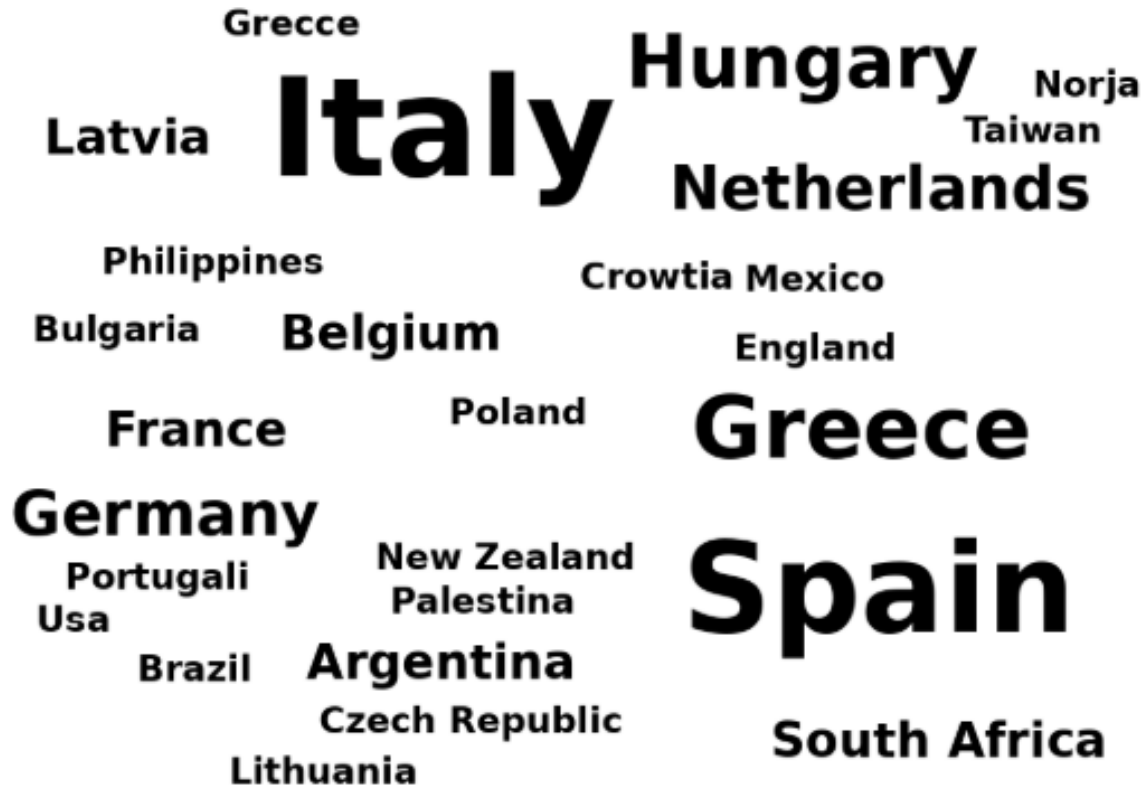 Grecce
Hungary
Norja
Italy
Latvia
Taiwan
Netherlands
Philippines
Crowtia Mexico
Bulgaria
Belgium
England
Poland
France
Greece
Germany
New Zealand
Portugali
Spain
Palestina
Usa
Brazil
Argentina
Czech Republic
South Africa
Lithuania